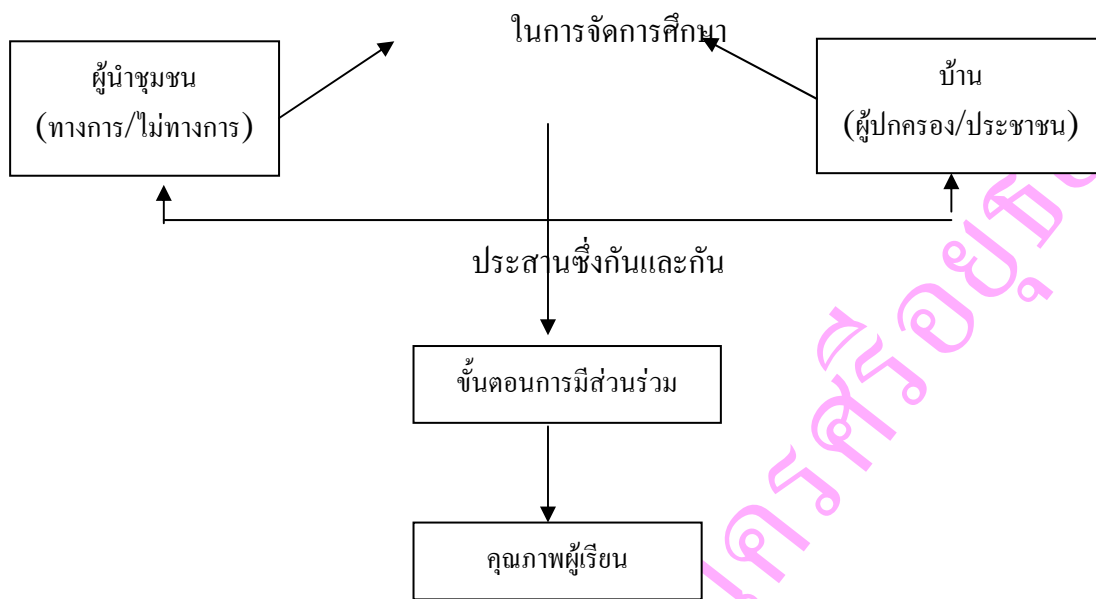 ในการจัดการศึกษา
ผู้นำชุมชน
(ทางการ/ไม่ทางการ)
บ้าน
(ผู้ปกครอง/ประชาชน)
ประสานซึ่งกันและกัน
ขั้นตอนการมีส่วนร่วม
คุณภาพผู้เรียน